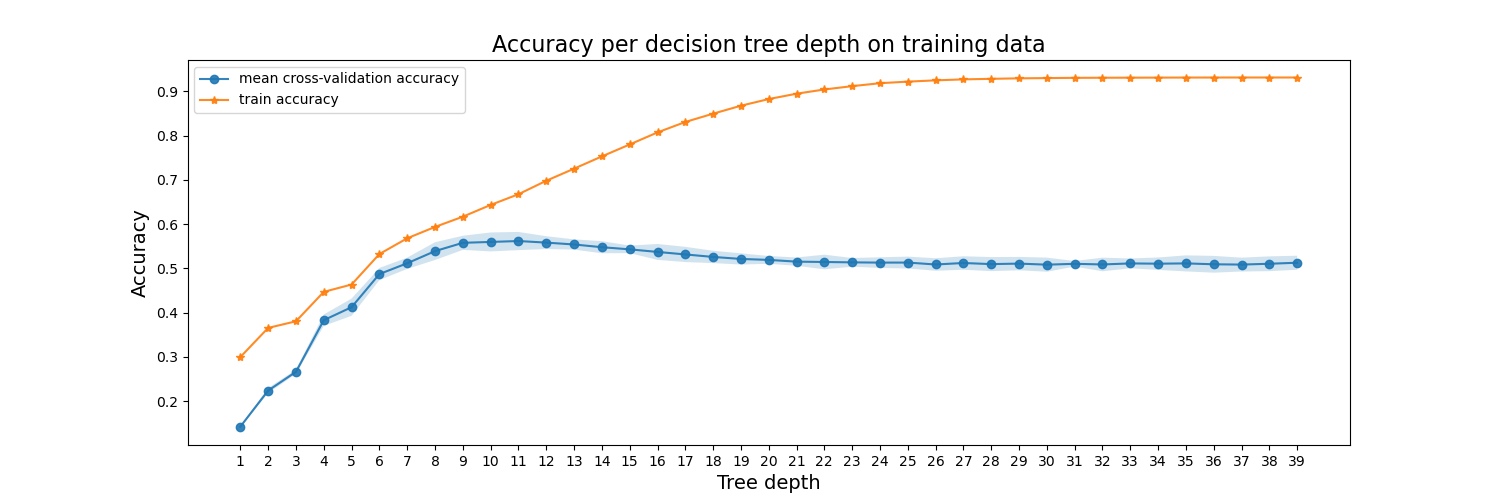 Accuracy per decision tree depth on training data
mean cross-validation accuracy
train accuracy
Accuracy
0.9
0.8
0.7
0.6
0.5
0.4
0.3
0.2
1 2 3 4 5 6 7 8 9 10 11 12 13 14 15 16 17 18 19 20 21 22 23 24 25 26 27 28 29 30 31 32 33 34 35 36 37 38 39
Tree depth